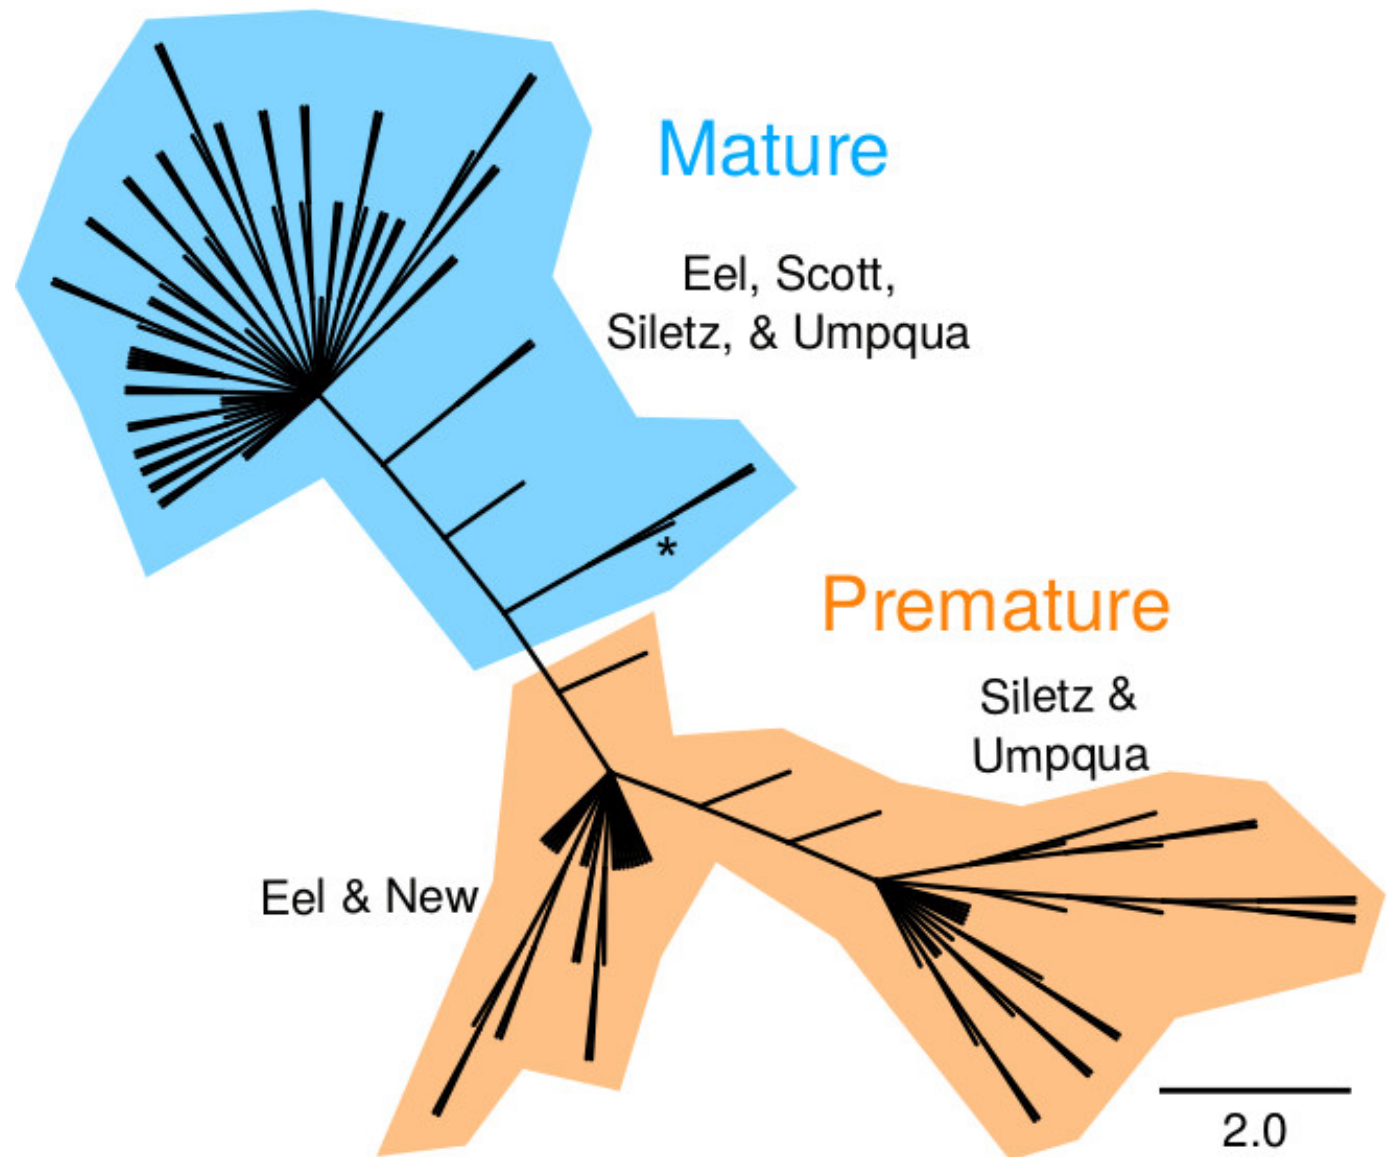 Mature
Eel, Scott,
Siletz, & Umpqua
*
Premature
Siletz &
Umpqua
Eel & New
2.0